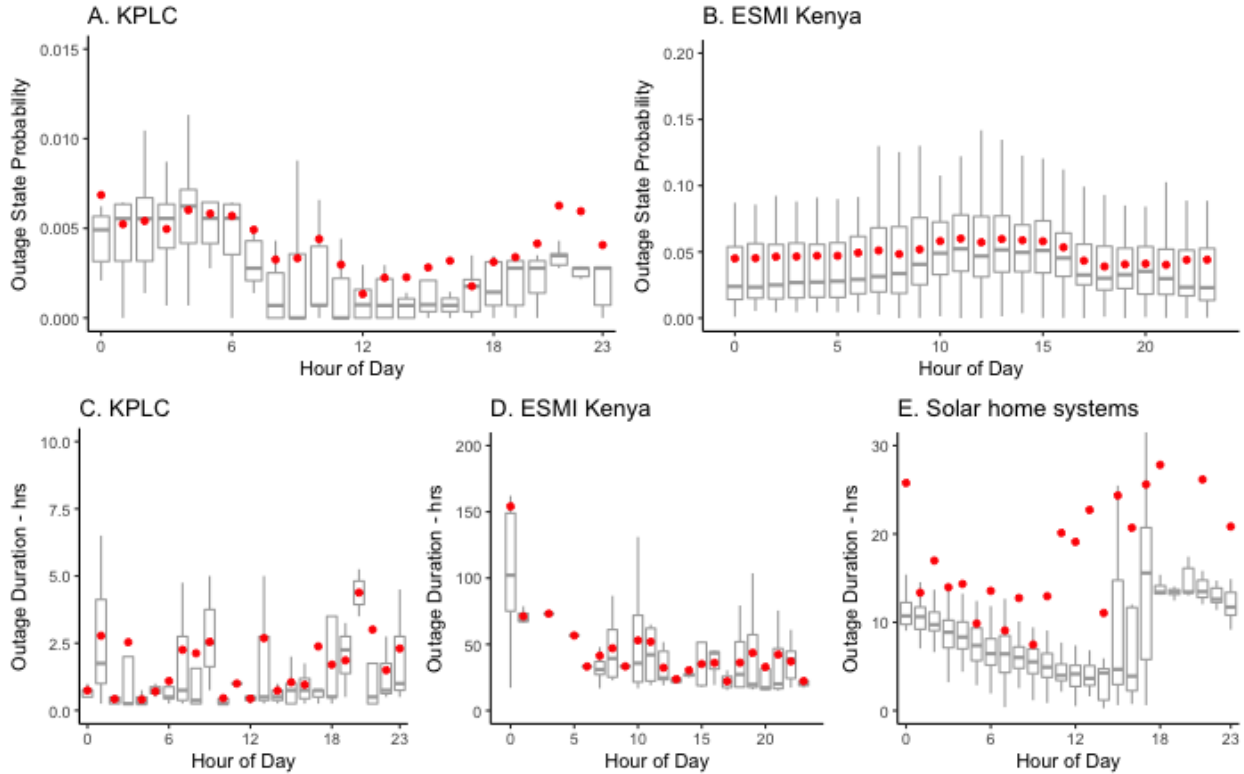 A. KPLC
Outage State Probability
0.015
0.010
0.005
0.000
0 6 12 18 23
Hour of Day
B. ESMI Kenya
Outage State Probability
0.20
0.15
0.10
0.05
0.00
0 5 10 15 20
Hour of Day
C. KPLC
Outage Duration - hrs
10.0
7.5
5.0
2.5
0.0
0 6 12 18 23
Hour of Day
D. ESMI Kenya
Outage Duration - hrs
200
150
100
50
0
0 5 10 15 20
Hour of Day
E. Solar home systems
Outage Duration - hrs
30
20
10
0
0 6 12 18 23
Hour of Day